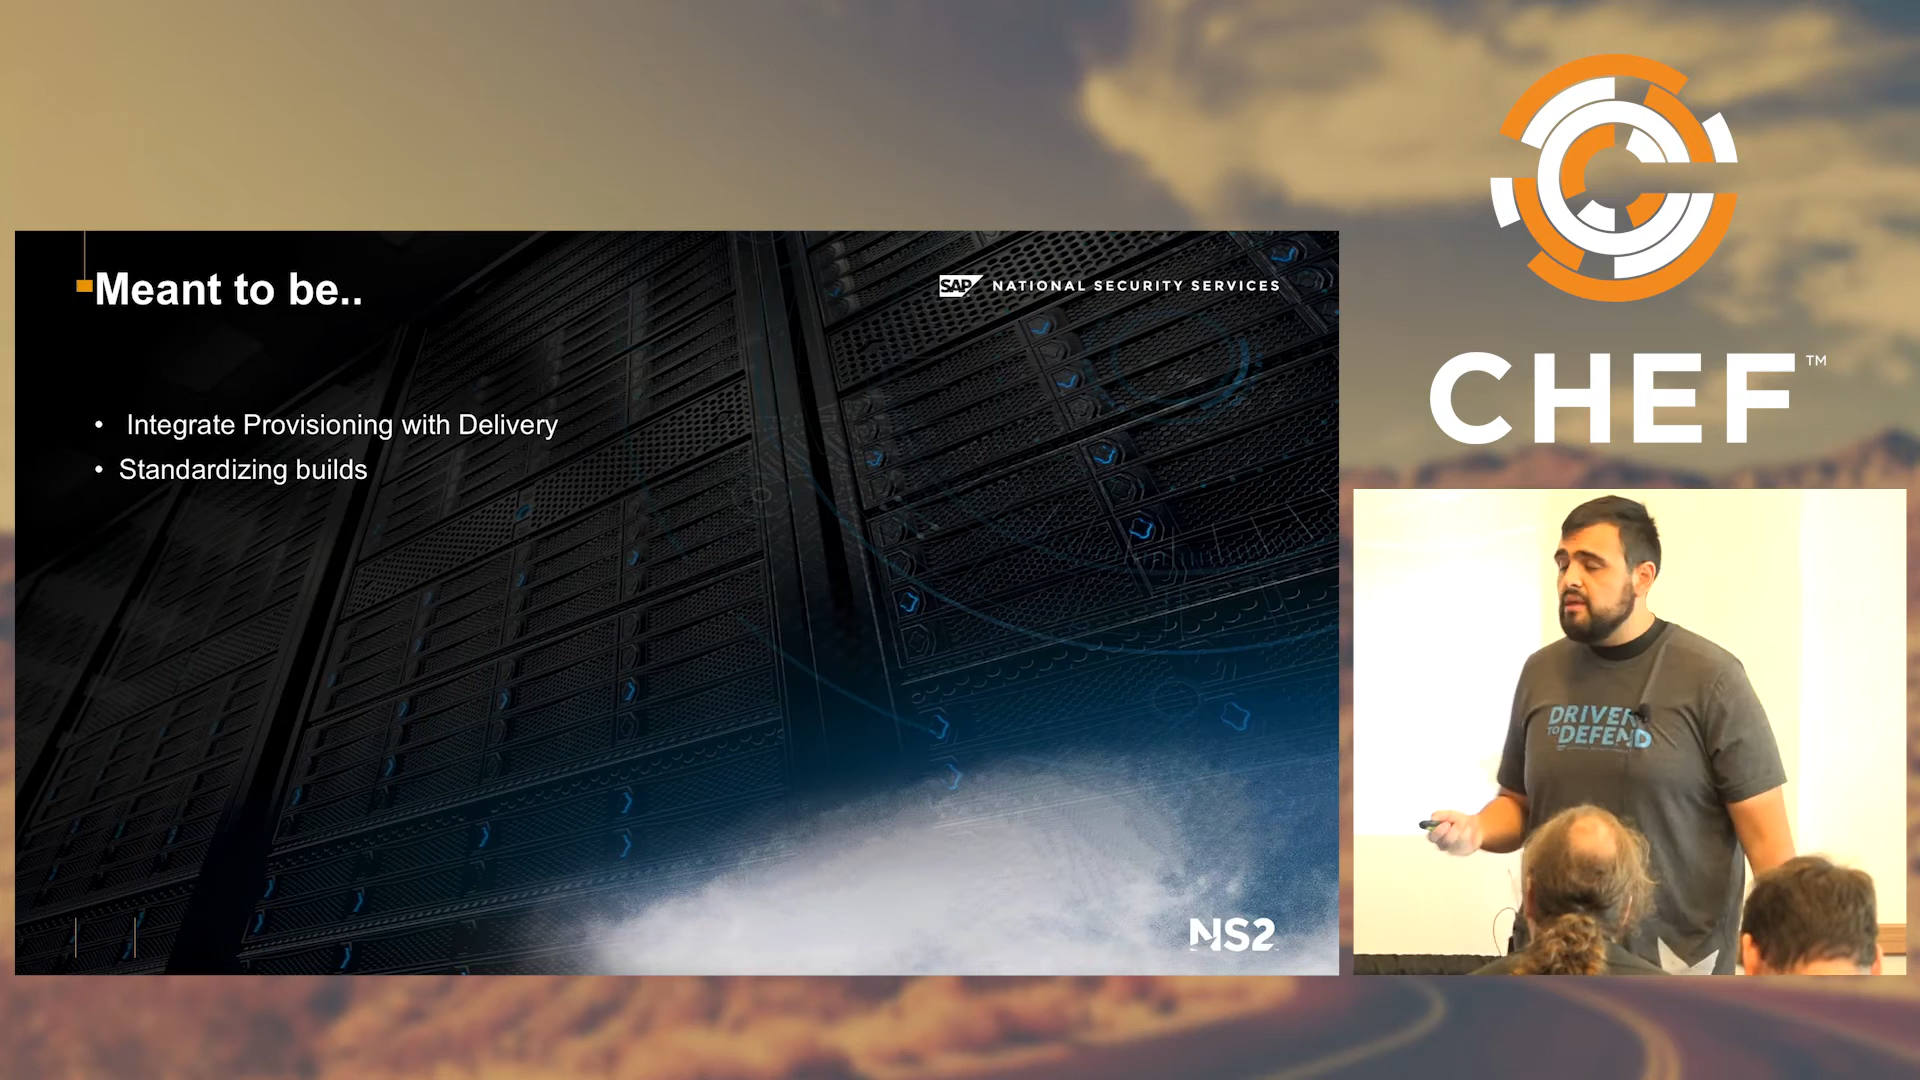 Meant to be..
SAP NATIONAL SECURITY SERVICES
• Integrate Provisioning with Delivery
• Standardizing builds
NS2
CHEF™
DRIVEN
TO DEFEND